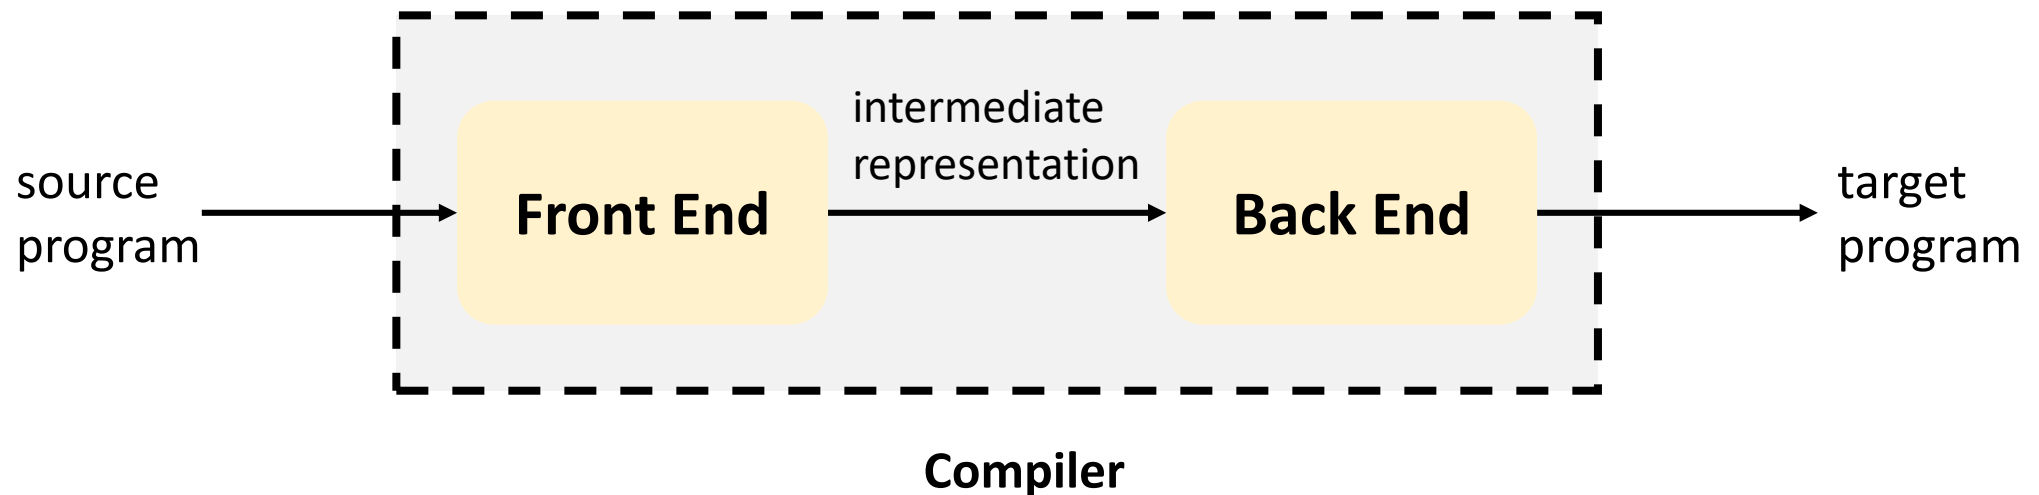 source
program
Front End
intermediate
representation
Back End
target
program
Compiler